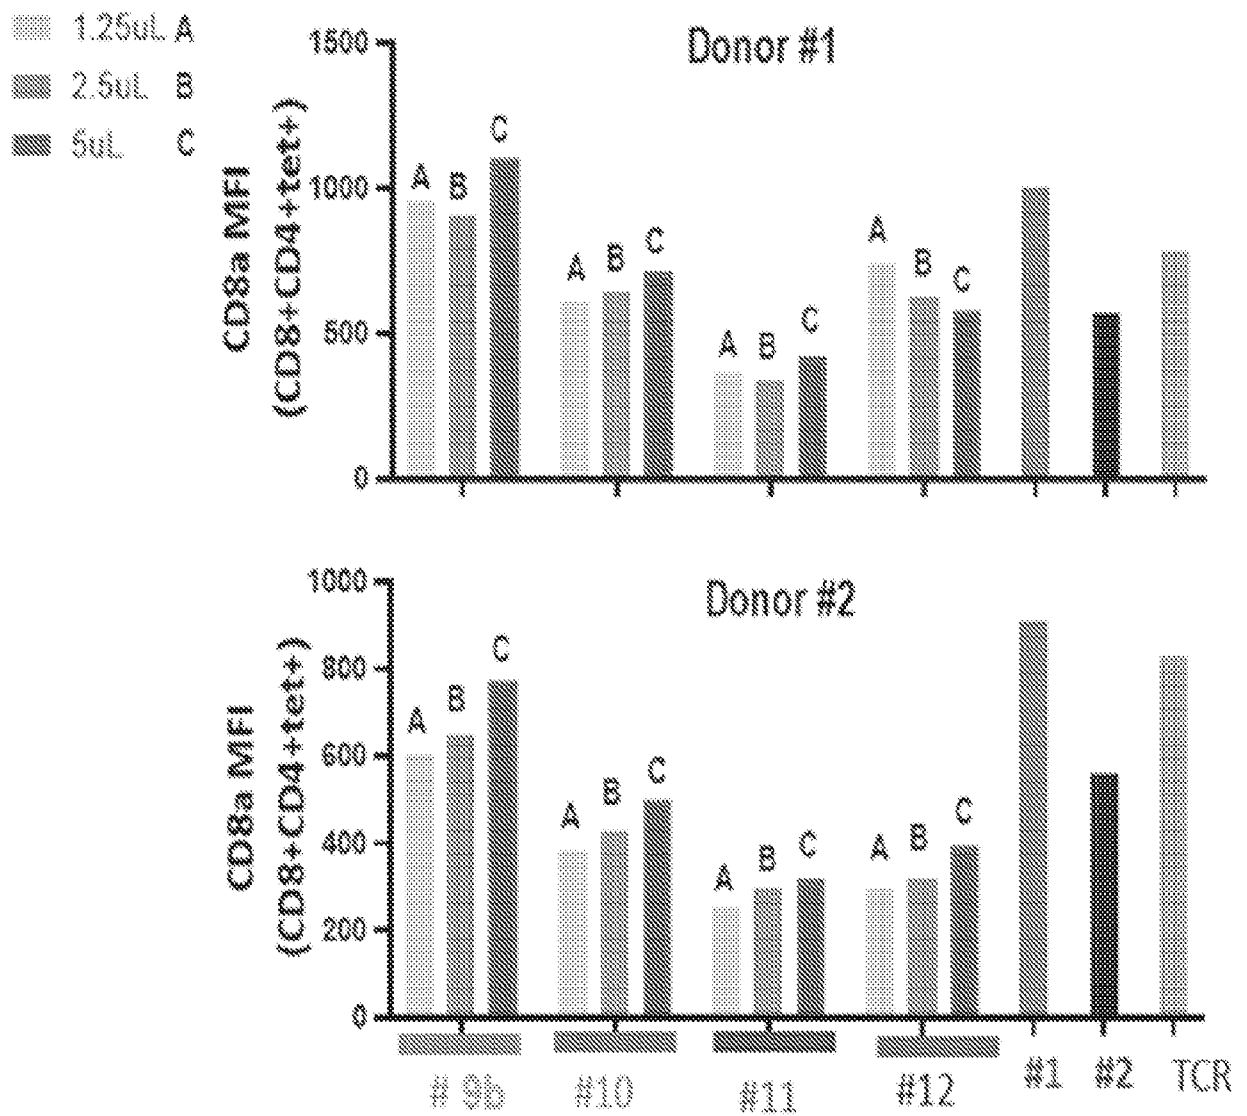 1.25uL A
2.5uL B
5uL C
Donor #1
CD8a MFI
(CD8+CD4+tet+)
1500
1000
500
0
A B C
A B C
A B C
A B C
Donor #2
CD8a MFI
(CD8+CD4+tet+)
1000
800
600
400
200
0
A B C
A B C
A B C
A B C
# 9b #10 #11 #12 #1 #2 TCR